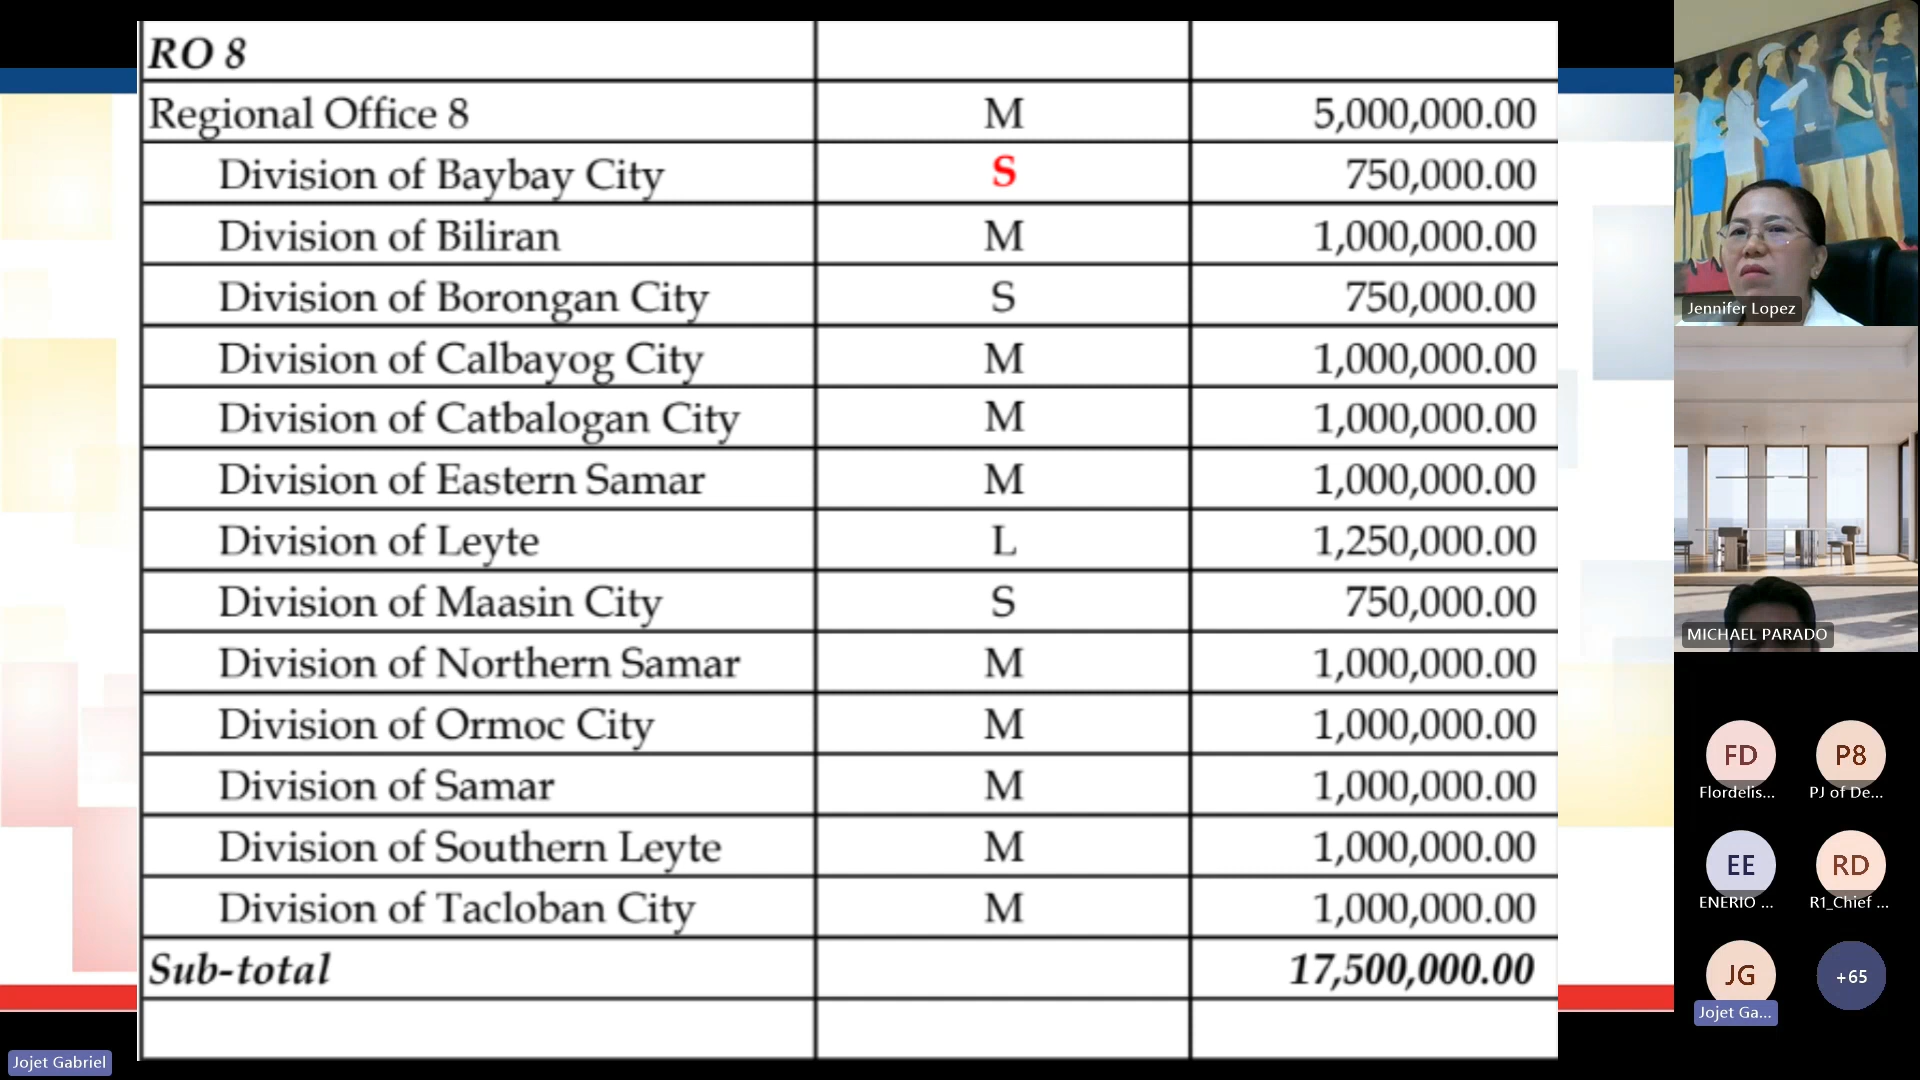 RO 8
Regional Office 8 M 5,000,000.00
Division of Baybay City S 750,000.00
Division of Biliran M 1,000,000.00
Division of Borongan City S 750,000.00
Division of Calbayog City M 1,000,000.00
Division of Catbalogan City M 1,000,000.00
Division of Eastern Samar M 1,000,000.00
Division of Leyte L 1,250,000.00
Division of Maasin City S 750,000.00
Division of Northern Samar M 1,000,000.00
Division of Ormoc City M 1,000,000.00
Division of Samar M 1,000,000.00
Division of Southern Leyte M 1,000,000.00
Division of Tacloban City M 1,000,000.00
Sub-total 17,500,000.00
Jojet Gabriel
Jennifer Lopez
MICHAEL PARADO
FD P8
Flordelis... PJ of De...
EE RD
ENERIO ... R1_Chief ...
JG +65
Jojet Ga...